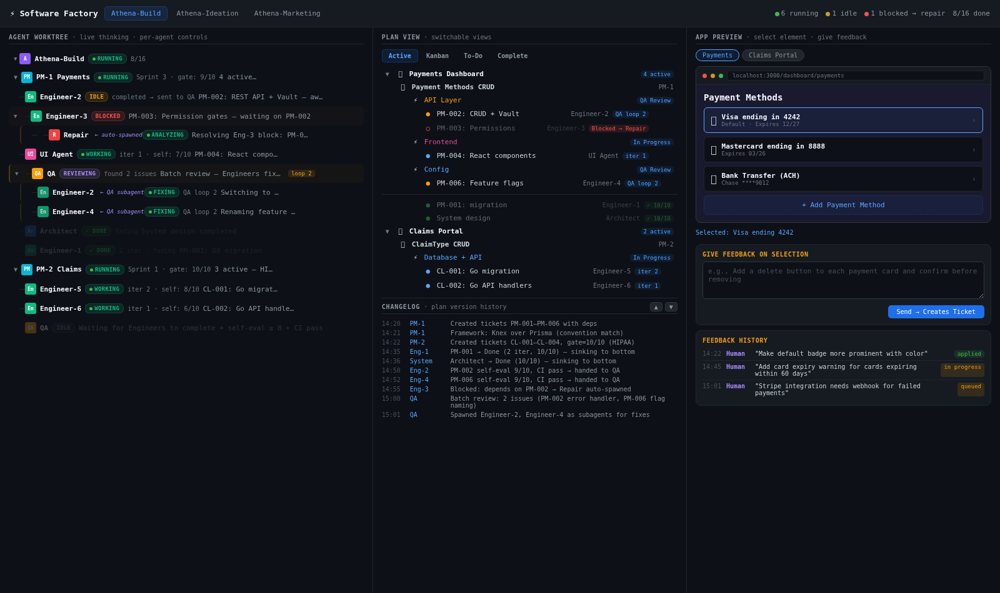 ⚡ Software Factory Athena-Build Athena-Ideation Athena-Marketing 6 running 1 idle 1 blocked → repair 8/16 done
AGENT WORKTREE · live thinking · per-agent controls
▼ A Athena-Build RUNNING 8/16
▼ PM PM-1 Payments RUNNING Sprint 3 · gate: 9/10 4 active…
En Engineer-2 IDLE completed → sent to QA PM-002: REST API + Vault — aw…
▼ En Engineer-3 BLOCKED PM-003: Permission gates — waiting on PM-002
R Repair ← auto-spawned ANALYZING Resolving Eng-3 block: PM-0…
UI UI Agent WORKING iter 1 · self: 7/10 PM-004: React compo…
▼ QA QA REVIEWING found 2 issues Batch review — Engineers fix… loop 2
En Engineer-2 ← QA subagent FIXING QA loop 2 Switching to …
En Engineer-4 ← QA subagent FIXING QA loop 2 Renaming feature …
Ar Architect ✓ DONE fading System design completed
En Engineer-1 ✓ DONE 2 iter · fading PM-001: DB migration
▼ PM PM-2 Claims RUNNING Sprint 1 · gate: 10/10 3 active — HI…
En Engineer-5 WORKING iter 2 · self: 8/10 CL-001: Go migrat…
En Engineer-6 WORKING iter 1 · self: 6/10 CL-002: Go API handle…
QA QA IDLE Waiting for Engineers to complete + self-eval ≥ 8 + CI pass
PLAN VIEW · switchable views
Active Kanban To-Do Complete
▼ Payments Dashboard 4 active
Payment Methods CRUD PM-1
⚡ API Layer QA Review
● PM-002: CRUD + Vault Engineer-2 QA loop 2
○ PM-003: Permissions Engineer-3 Blocked → Repair
⚡ Frontend In Progress
● PM-004: React components UI Agent iter 1
⚡ Config QA Review
● PM-006: Feature flags Engineer-4 QA loop 2
● PM-001: migration Engineer-1 ✓ 10/10
● System design Architect ✓ 10/10
▼ Claims Portal 2 active
ClaimType CRUD PM-2
⚡ Database + API In Progress
● CL-001: Go migration Engineer-5 iter 2
● CL-002: Go API handlers Engineer-6 iter 1
CHANGELOG · plan version history ▲ ▼
14:20 PM-1 Created tickets PM-001–PM-006 with deps
14:21 PM-1 Framework: Knex over Prisma (convention match)
14:22 PM-2 Created tickets CL-001–CL-004, gate=10/10 (HIPAA)
14:35 Eng-1 PM-001 → Done (2 iter, 10/10) — sinking to bottom
14:36 System Architect → Done (10/10) — sinking to bottom
14:50 Eng-2 PM-002 self-eval 9/10, CI pass → handed to QA
14:52 Eng-4 PM-006 self-eval 9/10, CI pass → handed to QA
14:55 Eng-3 Blocked: depends on PM-002 → Repair auto-spawned
15:00 QA Batch review: 2 issues (PM-002 error handler, PM-006 flag
naming)
15:01 QA Spawned Engineer-2, Engineer-4 as subagents for fixes
APP PREVIEW · select element · give feedback
Payments Claims Portal
localhost:3000/dashboard/payments
Payment Methods
Visa ending in 4242 ›
Default · Expires 12/27
Mastercard ending in 8888 ›
Expires 03/26
Bank Transfer (ACH) ›
Chase ****9012
+ Add Payment Method
Selected: Visa ending 4242
GIVE FEEDBACK ON SELECTION
e.g., Add a delete button to each payment card and confirm before
removing
Send → Creates Ticket
FEEDBACK HISTORY
14:22 Human "Make default badge more prominent with color" applied
14:45 Human "Add card expiry warning for cards expiring in progress
within 60 days"
15:01 Human "Stripe integration needs webhook for failed queued
payments"